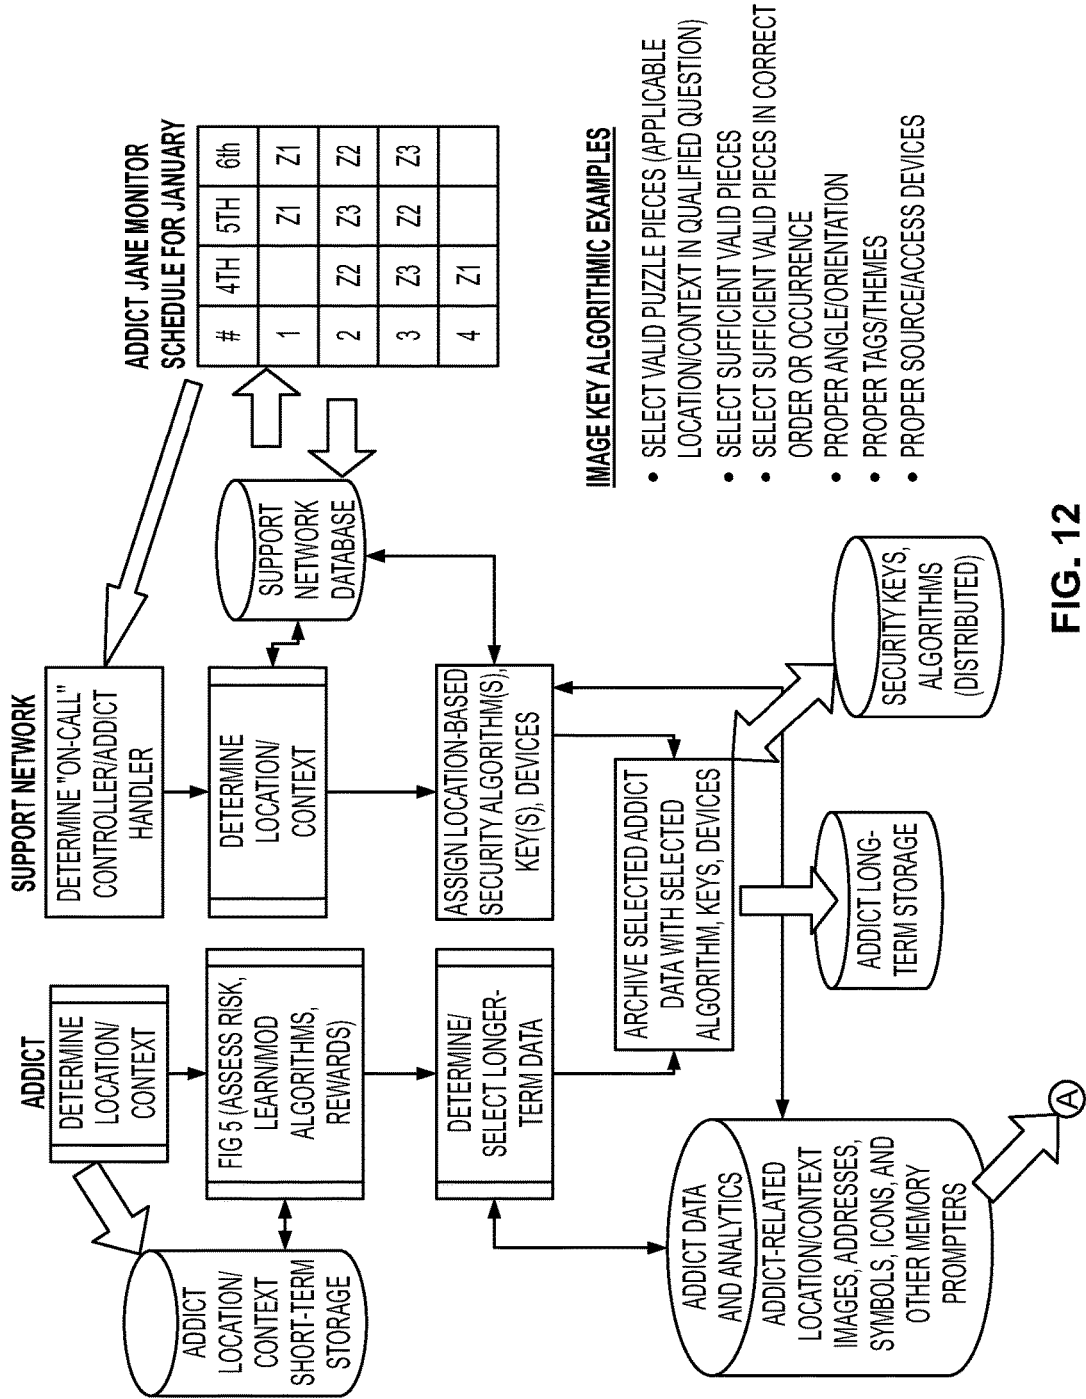 ADDICT
DETERMINE
LOCATION/
CONTEXT
ADDICT
LOCATION/
CONTEXT
SHORT-TERM
STORAGE
FIG 5 (ASSESS RISK,
LEARN/MOD
ALGORITHMS,
REWARDS)
DETERMINE/
SELECT LONGER-
TERM DATA
ADDICT DATA
AND ANALYTICS
ADDICT-RELATED
LOCATION/CONTEXT
IMAGES, ADDRESSES,
SYMBOLS, ICONS, AND
OTHER MEMORY
PROMPTERS
A
SUPPORT NETWORK
DETERMINE "ON-CALL"
CONTROLLER/ADDICT
HANDLER
DETERMINE
LOCATION/
CONTEXT
SUPPORT
NETWORK
DATABASE
ASSIGN LOCATION-BASED
SECURITY ALGORITHM(S),
KEY(S), DEVICES
ARCHIVE SELECTED ADDICT
DATA WITH SELECTED
ALGORITHM, KEYS, DEVICES
ADDICT LONG-
TERM STORAGE
SECURITY KEYS,
ALGORITHMS
(DISTRIBUTED)
ADDICT JANE MONITOR
SCHEDULE FOR JANUARY
# 4TH 5TH 6th
1 Z1 Z1
2 Z2 Z3 Z2
3 Z3 Z2 Z3
4 Z1
IMAGE KEY ALGORITHMIC EXAMPLES
• SELECT VALID PUZZLE PIECES (APPLICABLE
LOCATION/CONTEXT IN QUALIFIED QUESTION)
• SELECT SUFFICIENT VALID PIECES
• SELECT SUFFICIENT VALID PIECES IN CORRECT
ORDER OR OCCURRENCE
• PROPER ANGLE/ORIENTATION
• PROPER TAGS/THEMES
• PROPER SOURCE/ACCESS DEVICES
FIG. 12